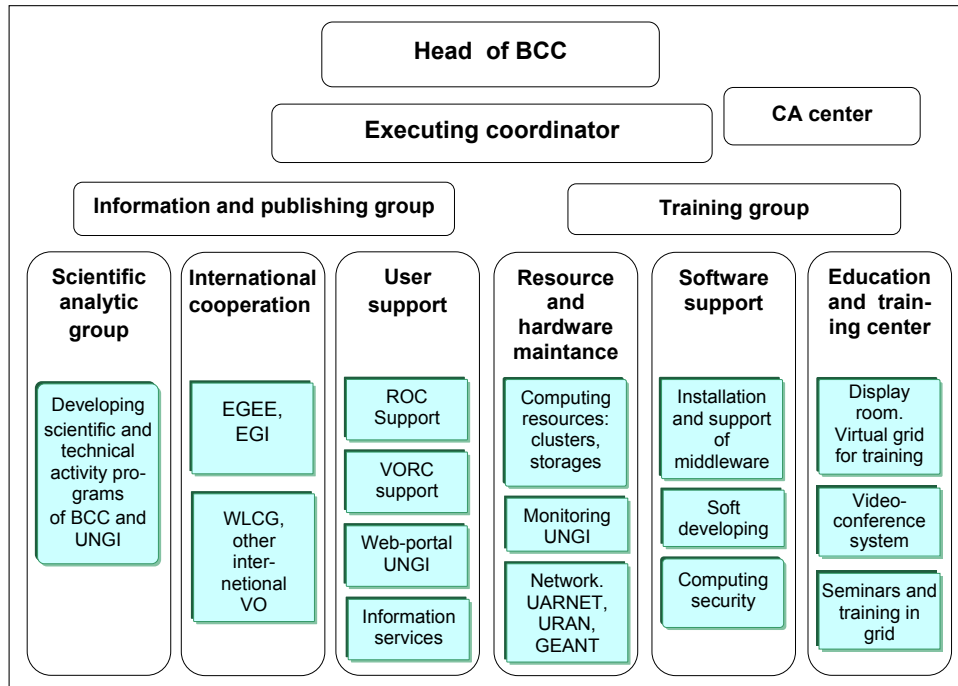 Head of BCC
Executing coordinator
CA center
Information and publishing group
Training group
Scientific
analytic
group
Developing
scientific and
technical
activity pro-
grams
of BCC and
UNGI
International
cooperation
EGEE,
EGI
WLCG,
other
inter-
netional
VO
User
support
ROC
Support
VORC
support
Web-portal
UNGI
Information
services
Resource
and
hardware
maintance
Computing
resources:
clusters,
storages
Monitoring
UNGI
Network.
UARNET,
URAN,
GEANT
Software
support
Installation
and support
of
middleware
Soft
developing
Computing
security
Education
and train-
ing center
Display
room.
Virtual grid
for training
Video-
conference
system
Seminars and
training in
grid